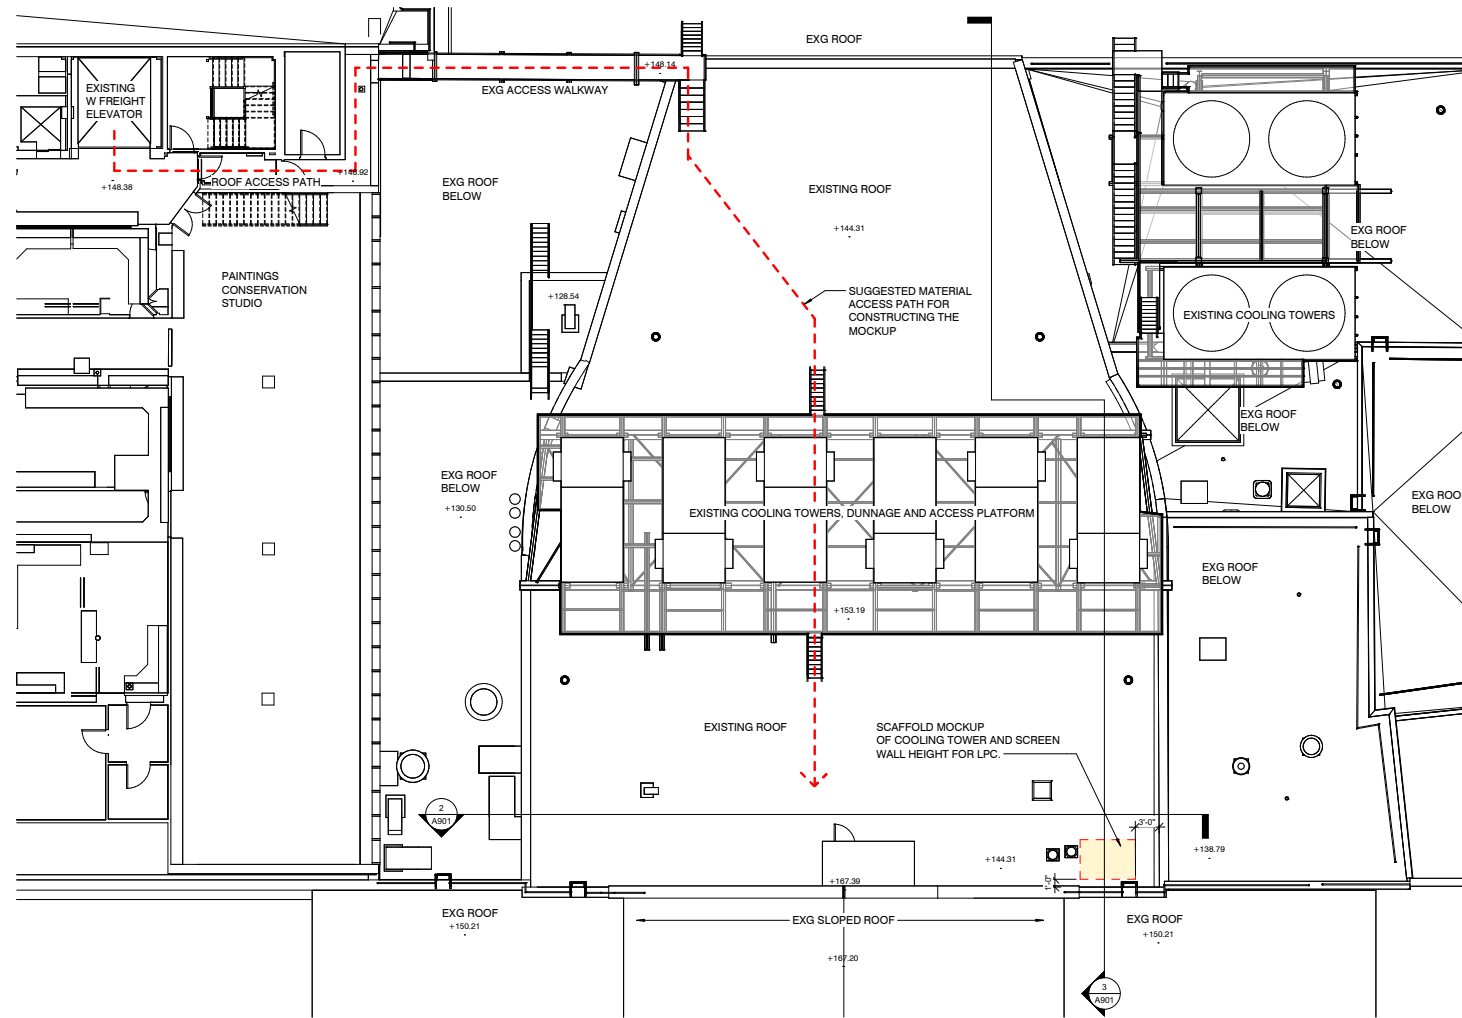 EXG ROOF
+148.14
EXISTING
W FREIGHT
ELEVATOR
EXG ACCESS WALKWAY
+148.38
+148.92
ROOF ACCESS PATH
EXG ROOF
BELOW
EXISTING ROOF
+144.31
EXG ROOF
BELOW
PAINTINGS
CONSERVATION
STUDIO
+128.54
SUGGESTED MATERIAL
ACCESS PATH FOR
CONSTRUCTING THE
MOCKUP
EXISTING COOLING TOWERS
EXG ROOF
BELOW
EXG ROOF
BELOW
+130.50
EXG ROO
BELOW
EXISTING COOLING TOWERS, DUNNAGE AND ACCESS PLATFORM
EXG ROOF
BELOW
+153.19
EXISTING ROOF
SCAFFOLD MOCKUP
OF COOLING TOWER AND SCREEN
WALL HEIGHT FOR LPC.
2
A901
3'-0"
+138.79
+144.31
1'-0"
+167.39
EXG ROOF
+150.21
EXG SLOPED ROOF
EXG ROOF
+150.21
+167.20
3
A901